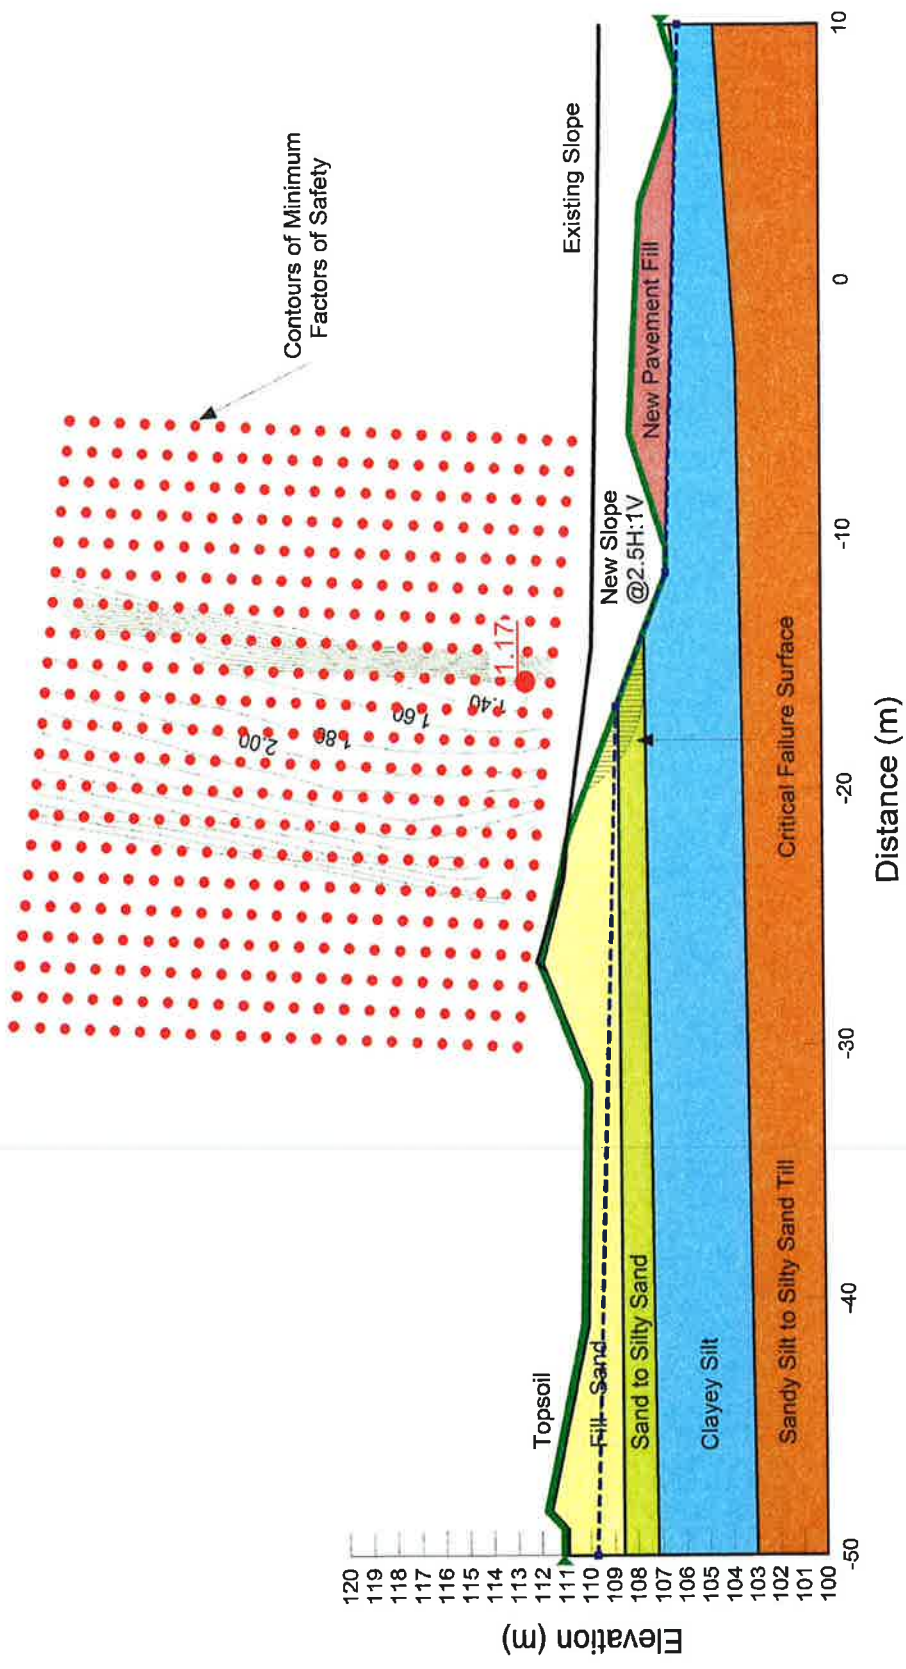 Contours of Minimum
Factors of Safety
Existing Slope
New Slope
@2.5H:1V
New Pavement Fill
1.17
1.40
1.60
1.80
2.00
Topsoil
Fill - Sand
Sand to Silty Sand
Clayey Silt
Sandy Silt to Silty Sand Till
Critical Failure Surface
Elevation (m)
120
119
118
117
116
115
114
113
112
111
110
109
108
107
106
105
104
103
102
101
100
-50
-40
-30
-20
-10
0
10
Distance (m)